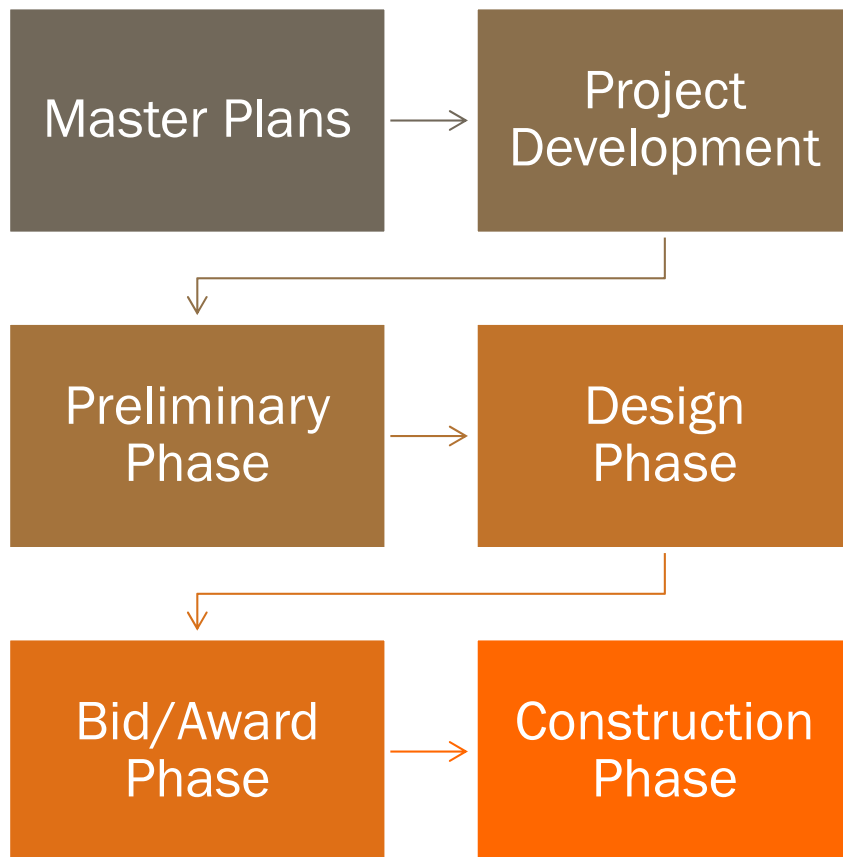 Master Plans
Project
Development
Preliminary
Phase
Design
Phase
Bid/Award
Phase
Construction
Phase